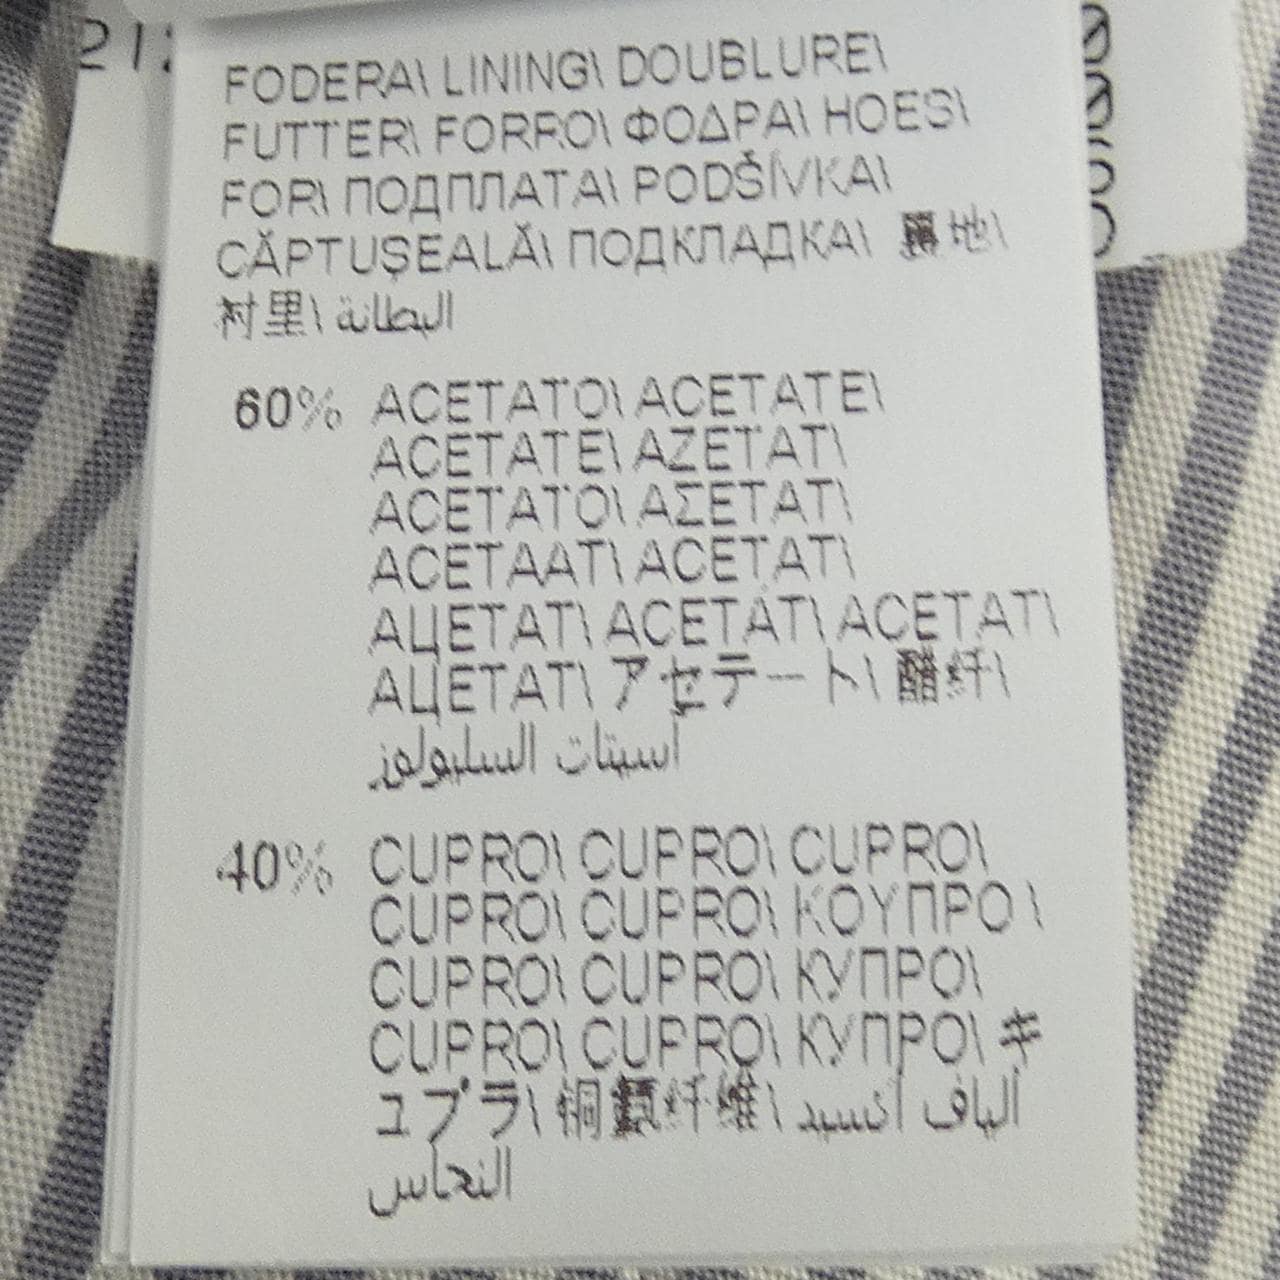 212
FODERA\ LINING\ DOUBLURE\
FUTTER\ FORRO\ ΦΟΔΡΑ\ HOES\
FOR\ ПОДПЛАТА\ PODŠÍVKA\
CĂPTUȘEALĂ\ ПОДКЛАДКА\ 裏地\
衬里\ البطانة
60% ACETATO\ ACETATE\
ACETATE\ AZETAT\
ACETATO\ ΑΣΕΤΑΤ\
ACETAAT\ ACETAT\
АЦЕТАТ\ ACETÁT\ ACETAT\
АЦЕТАТ\ アセテート\ 醋纤\
أسيتات السليولوز
40% CUPRO\ CUPRO\ CUPRO\
CUPRO\ CUPRO\ ΚΟΥΠΡΟ \
CUPRO\ CUPRO\ КУПРО\
CUPRO\ CUPRO\ КУПРО\ キ
ュプラ\ 铜氨纤维\ ألياف أكسيد
النحاس